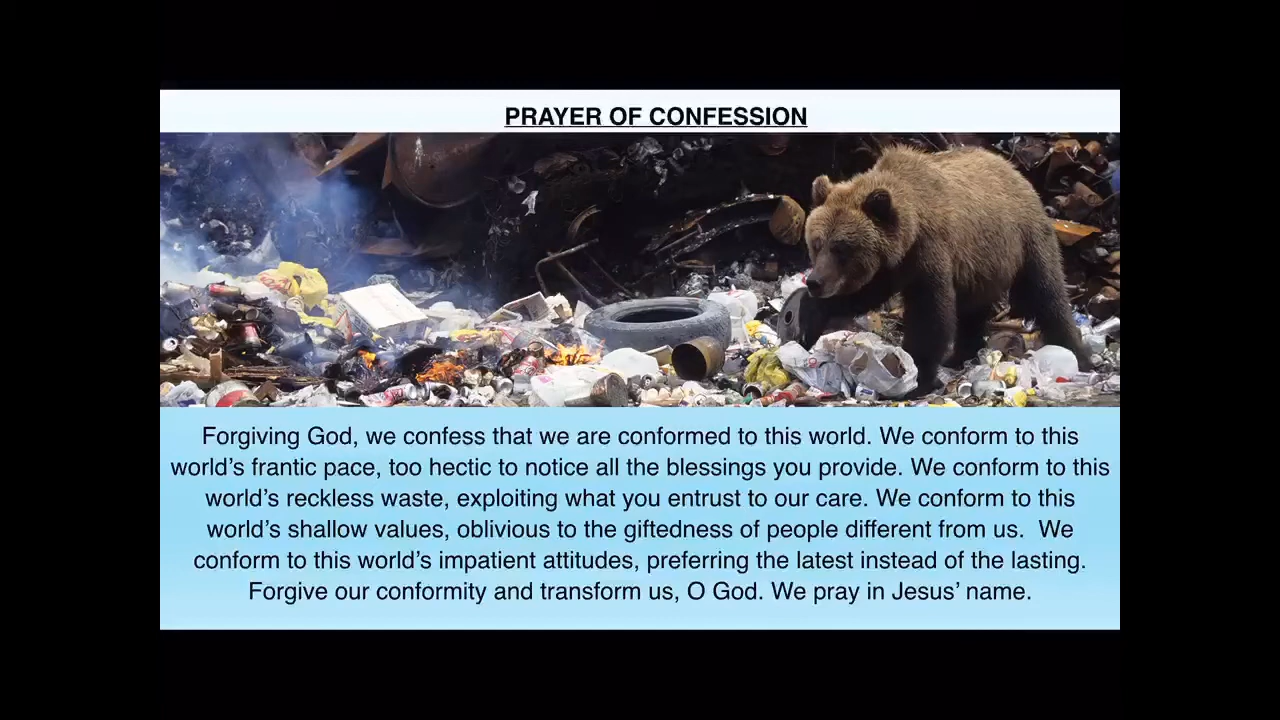 PRAYER OF CONFESSION
Forgiving God, we confess that we are conformed to this world. We conform to this
world’s frantic pace, too hectic to notice all the blessings you provide. We conform to this
world’s reckless waste, exploiting what you entrust to our care. We conform to this
world’s shallow values, oblivious to the giftedness of people different from us.  We
conform to this world’s impatient attitudes, preferring the latest instead of the lasting.
Forgive our conformity and transform us, O God. We pray in Jesus’ name.